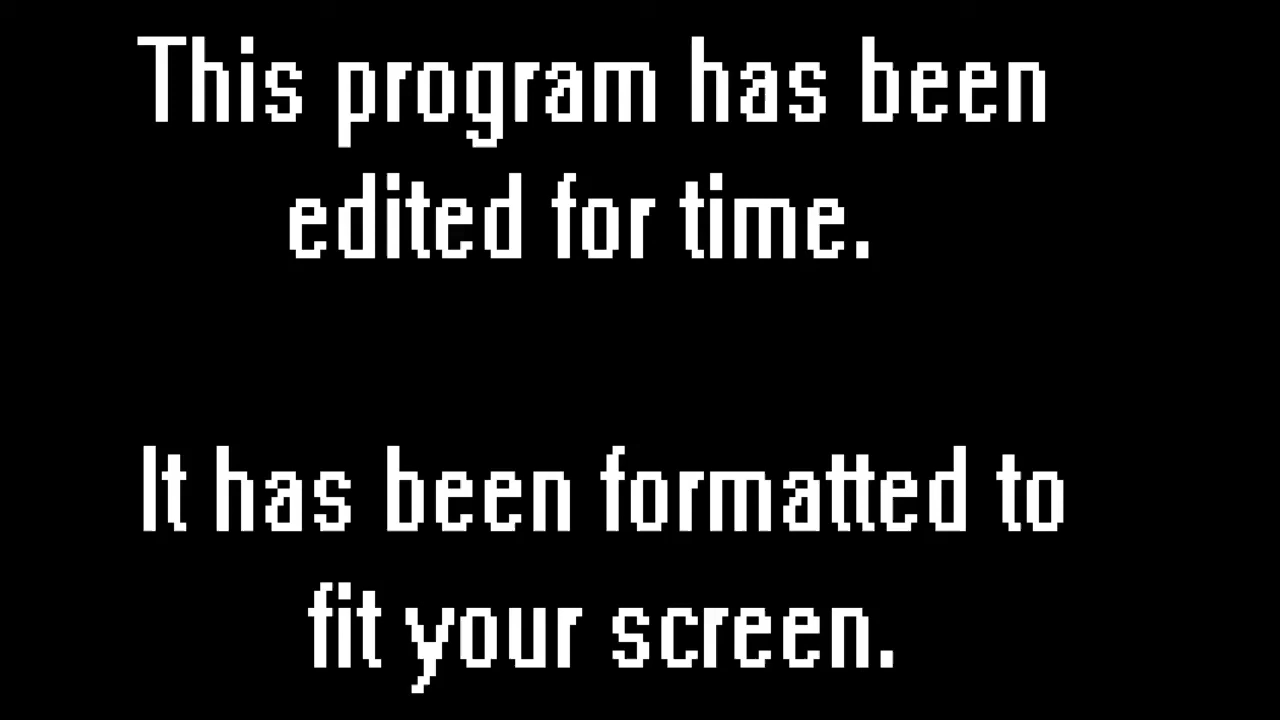 This program has been
edited for time.
It has been formatted to
fit your screen.